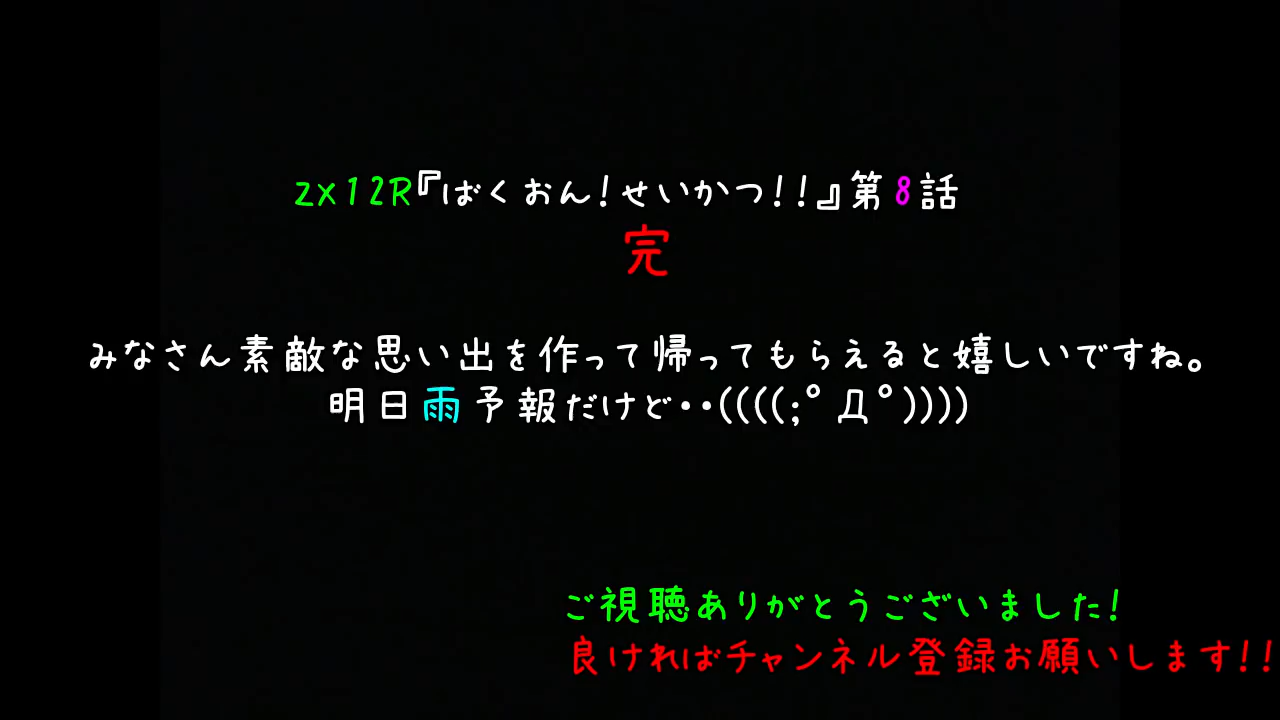 ZX12R『ばくおん!せいかつ!!』第8話
完
みなさん素敵な思い出を作って帰ってもらえると嬉しいですね。
明日雨予報だけど・・((((;゜Д゜))))
ご視聴ありがとうございました!
良ければチャンネル登録お願いします!!